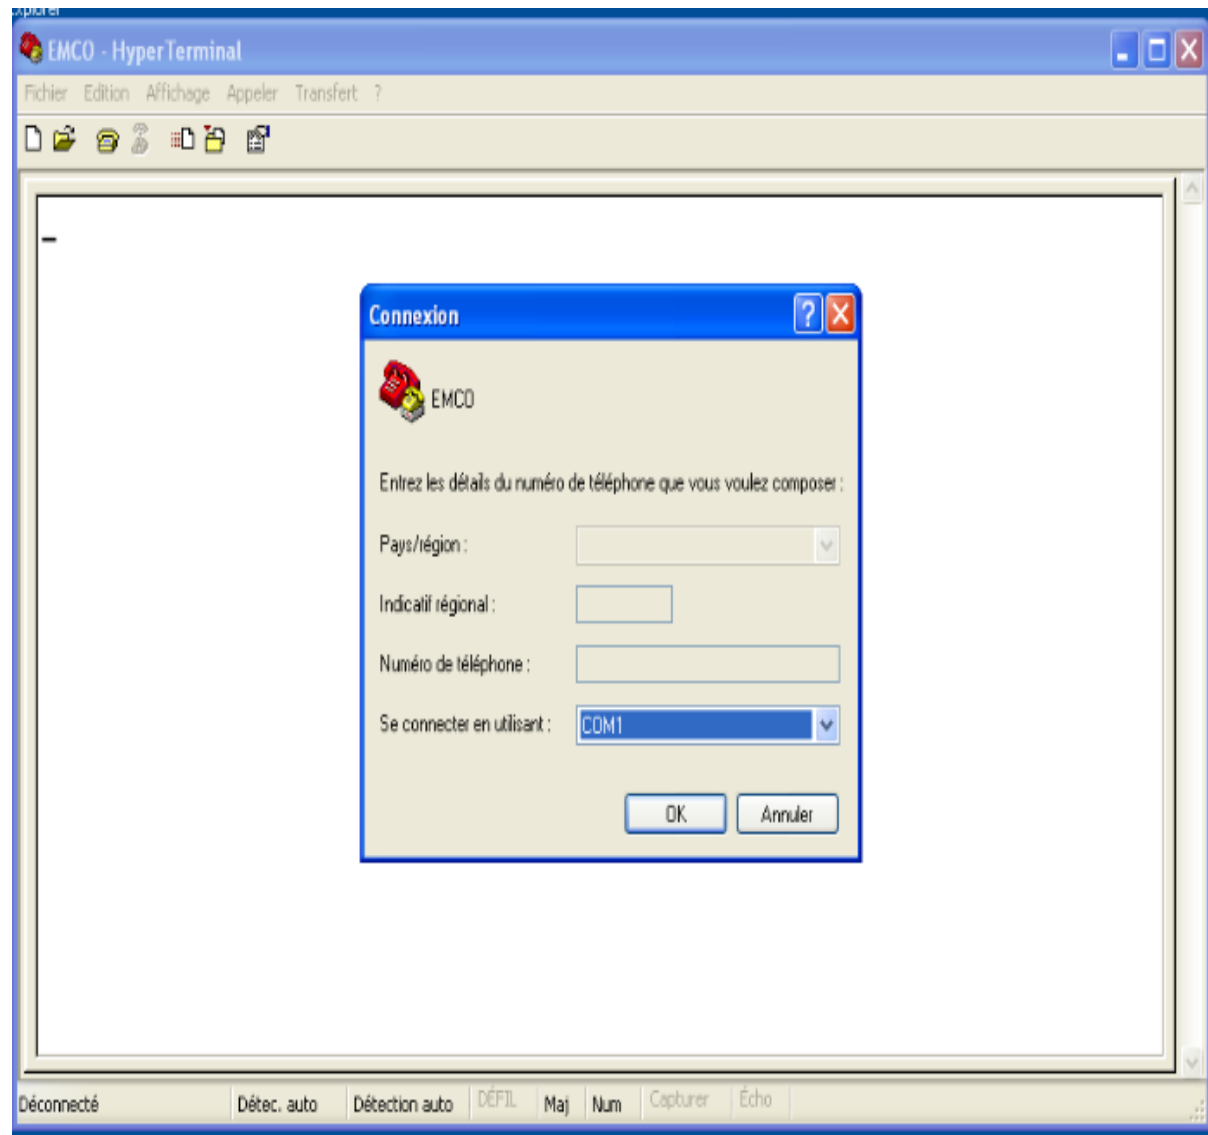 EMCO - HyperTerminal
Fichier Edition Affichage Appeler Transfert ?
Connexion
EMCO
Entrez les détails du numéro de téléphone que vous voulez composer :
Pays/région :
Indicatif régional :
Numéro de téléphone :
Se connecter en utilisant : COM1
OK Annuler
Déconnecté Détec. auto Détection auto DÉFIL Maj Num Capturer Écho